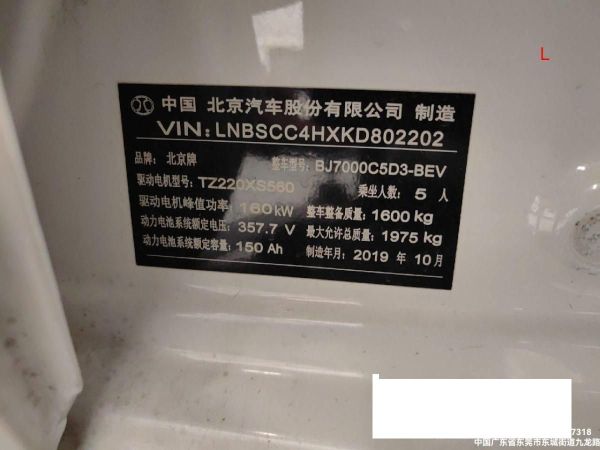 L
中国 北京汽车股份有限公司 制造
VIN: LNBSCC4HXKD802202
品牌: 北京牌 整车型号: BJ7000C5D3-BEV
驱动电机型号: TZ220XS560 乘坐人数: 5 人
驱动电机峰值功率: 160 kW 整车整备质量: 1600 kg
动力电池系统额定电压: 357.7 V 最大允许总质量: 1975 kg
动力电池系统额定容量: 150 Ah 制造年月: 2019 年 10 月
7318
中国广东省东莞市东城街道九龙路